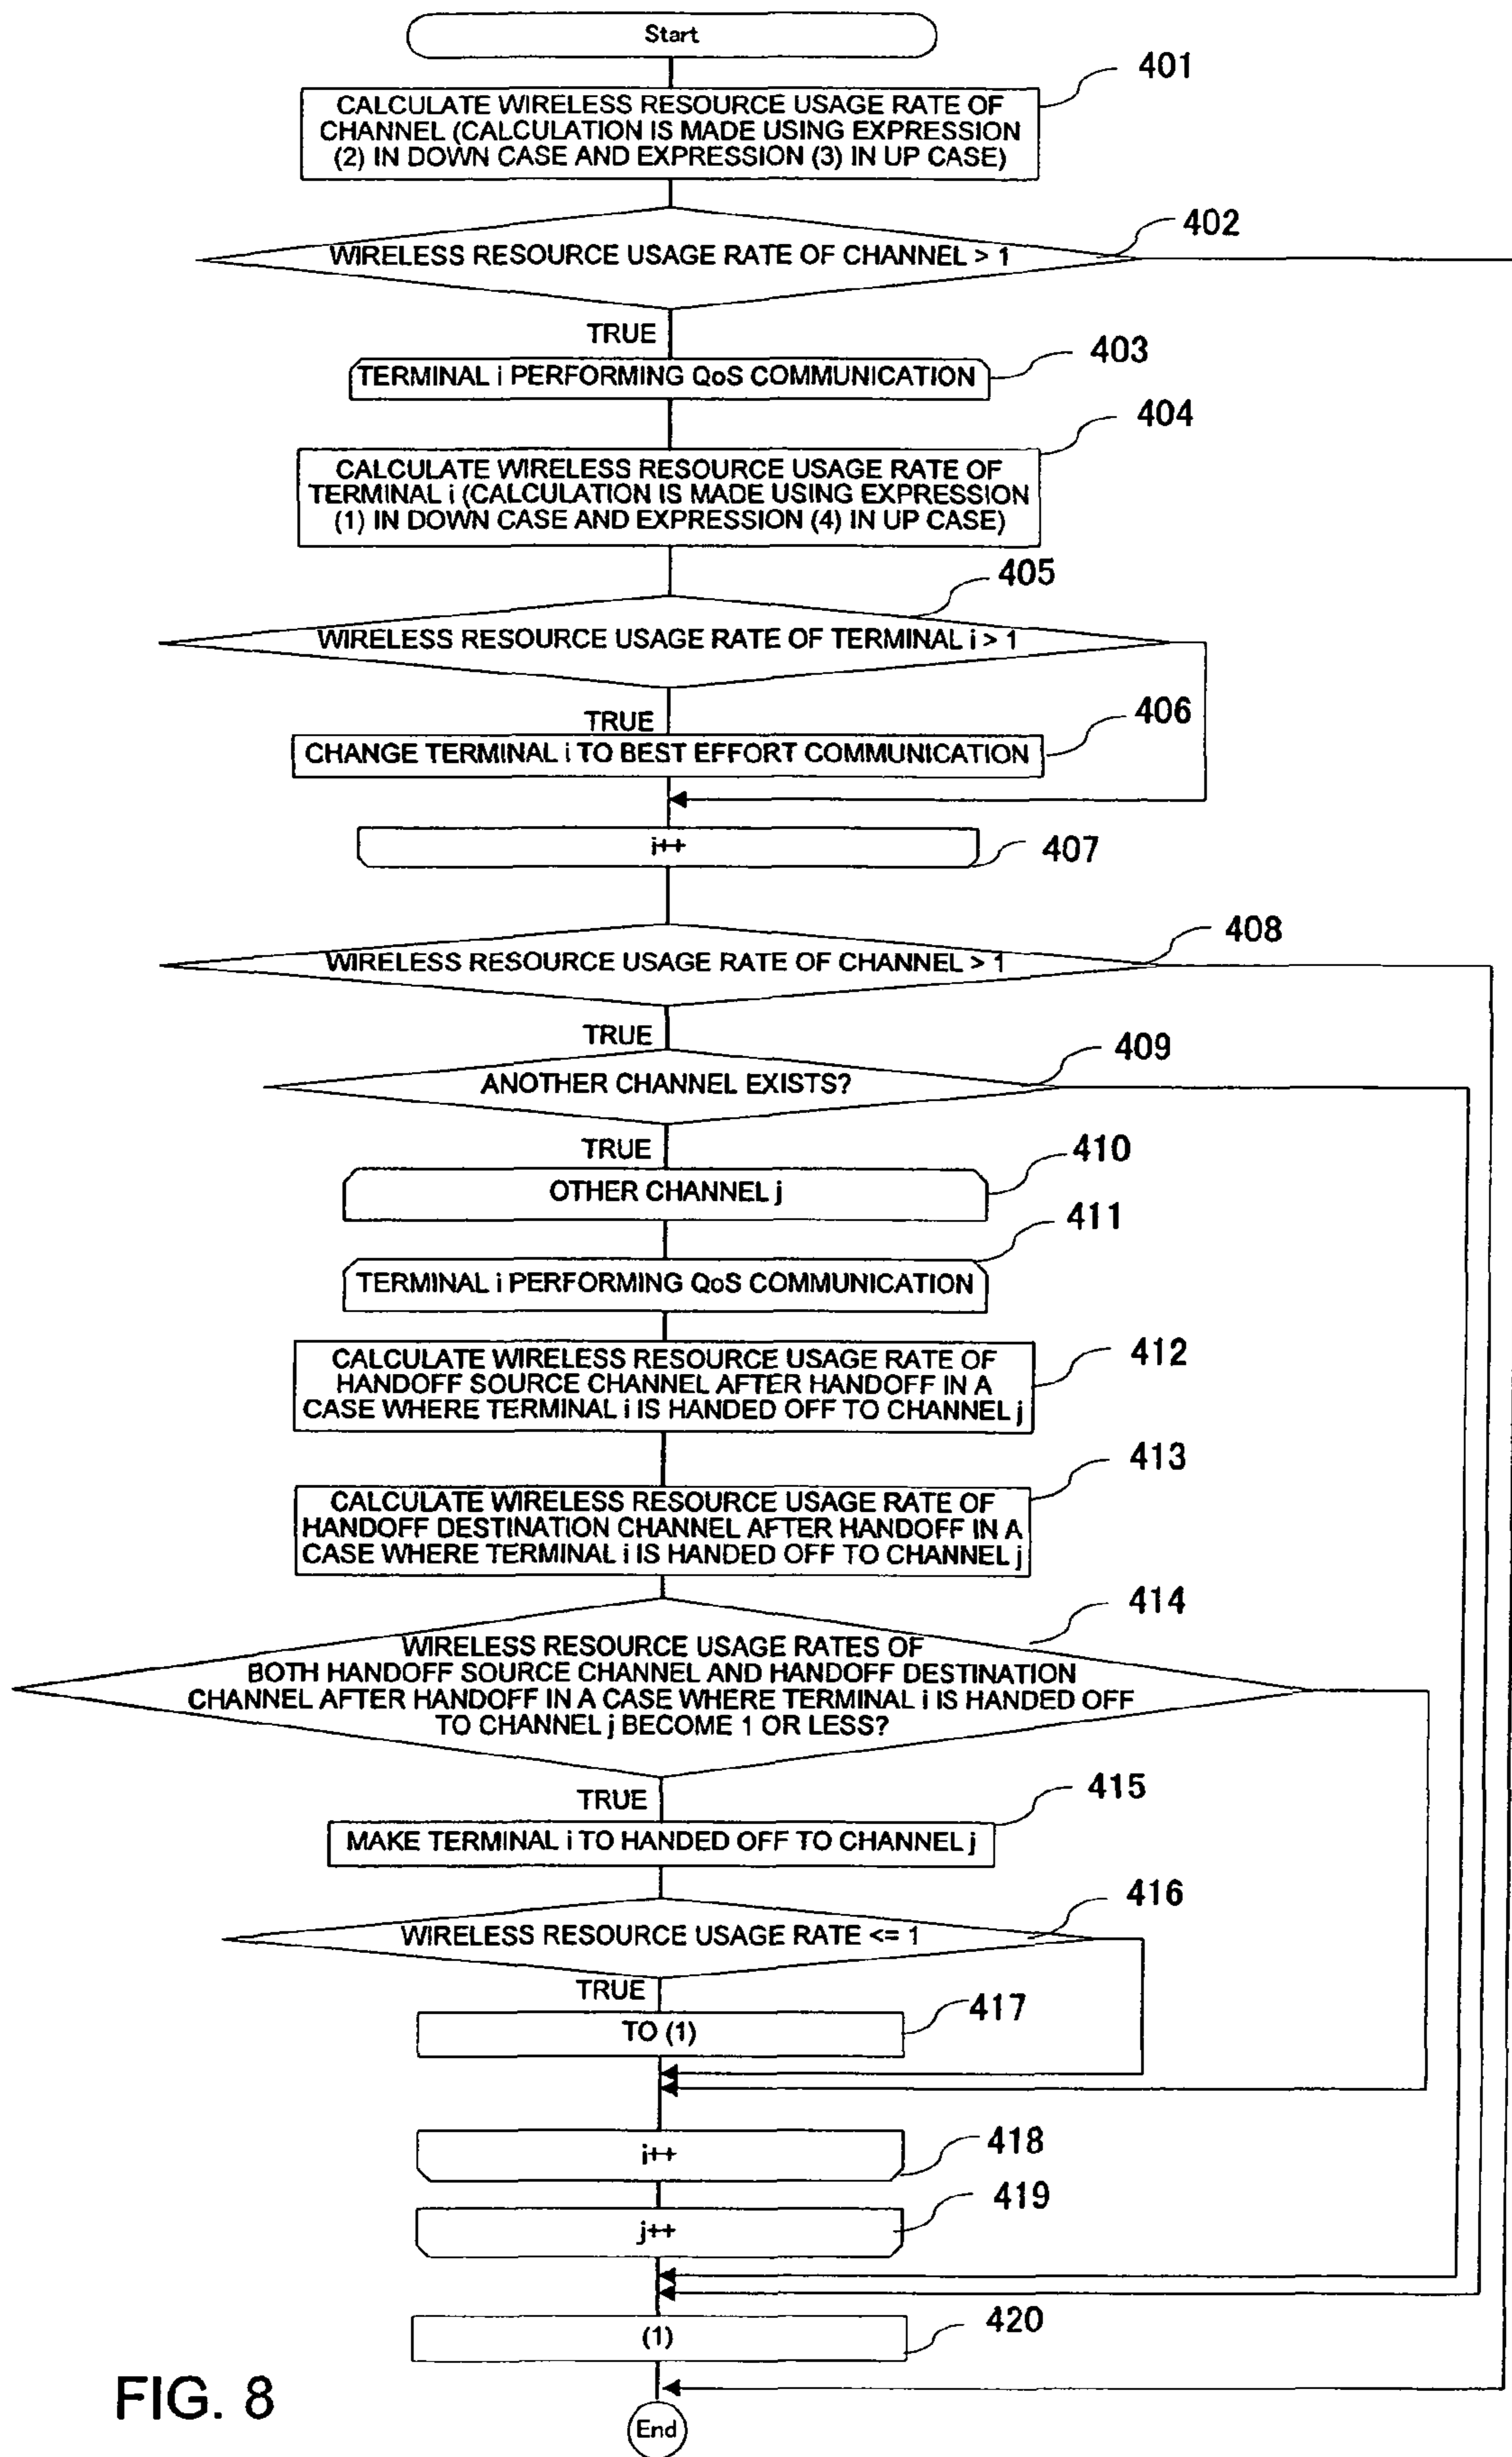 Start
401
CALCULATE WIRELESS RESOURCE USAGE RATE OF
CHANNEL (CALCULATION IS MADE USING EXPRESSION
(2) IN DOWN CASE AND EXPRESSION (3) IN UP CASE)
402
WIRELESS RESOURCE USAGE RATE OF CHANNEL > 1
TRUE
403
TERMINAL i PERFORMING QoS COMMUNICATION
404
CALCULATE WIRELESS RESOURCE USAGE RATE OF
TERMINAL i (CALCULATION IS MADE USING EXPRESSION
(1) IN DOWN CASE AND EXPRESSION (4) IN UP CASE)
405
WIRELESS RESOURCE USAGE RATE OF TERMINAL i > 1
TRUE
406
CHANGE TERMINAL i TO BEST EFFORT COMMUNICATION
i++
407
408
WIRELESS RESOURCE USAGE RATE OF CHANNEL > 1
TRUE
409
ANOTHER CHANNEL EXISTS?
TRUE
410
OTHER CHANNEL j
411
TERMINAL i PERFORMING QoS COMMUNICATION
412
CALCULATE WIRELESS RESOURCE USAGE RATE OF
HANDOFF SOURCE CHANNEL AFTER HANDOFF IN A
CASE WHERE TERMINAL i IS HANDED OFF TO CHANNEL j
413
CALCULATE WIRELESS RESOURCE USAGE RATE OF
HANDOFF DESTINATION CHANNEL AFTER HANDOFF IN A
CASE WHERE TERMINAL i IS HANDED OFF TO CHANNEL j
414
WIRELESS RESOURCE USAGE RATES OF
BOTH HANDOFF SOURCE CHANNEL AND HANDOFF DESTINATION
CHANNEL AFTER HANDOFF IN A CASE WHERE TERMINAL i IS HANDED OFF
TO CHANNEL j BECOME 1 OR LESS?
TRUE
415
MAKE TERMINAL i TO HANDED OFF TO CHANNEL j
416
WIRELESS RESOURCE USAGE RATE <= 1
TRUE
417
TO (1)
418
i++
419
j++
420
(1)
End
FIG. 8